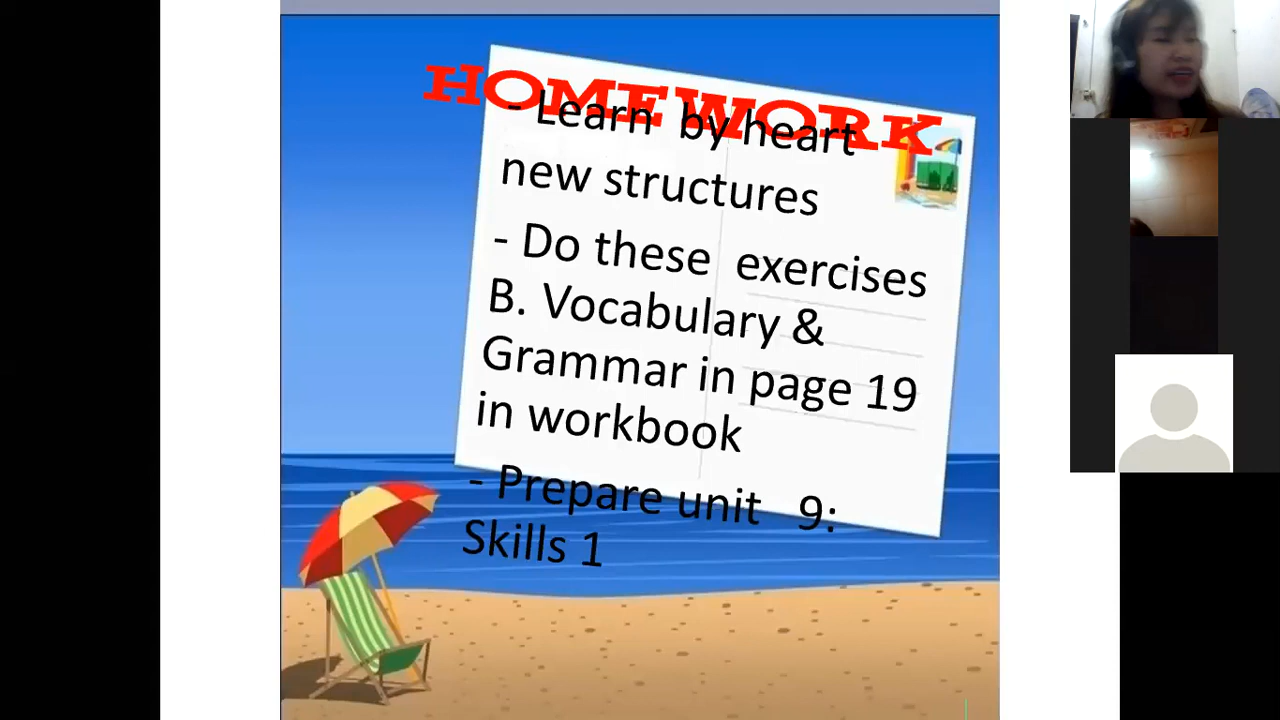 HOMEWORK
- Learn by heart
new structures
- Do these exercises
B. Vocabulary &
Grammar in page 19
in workbook
- Prepare unit 9:
Skills 1